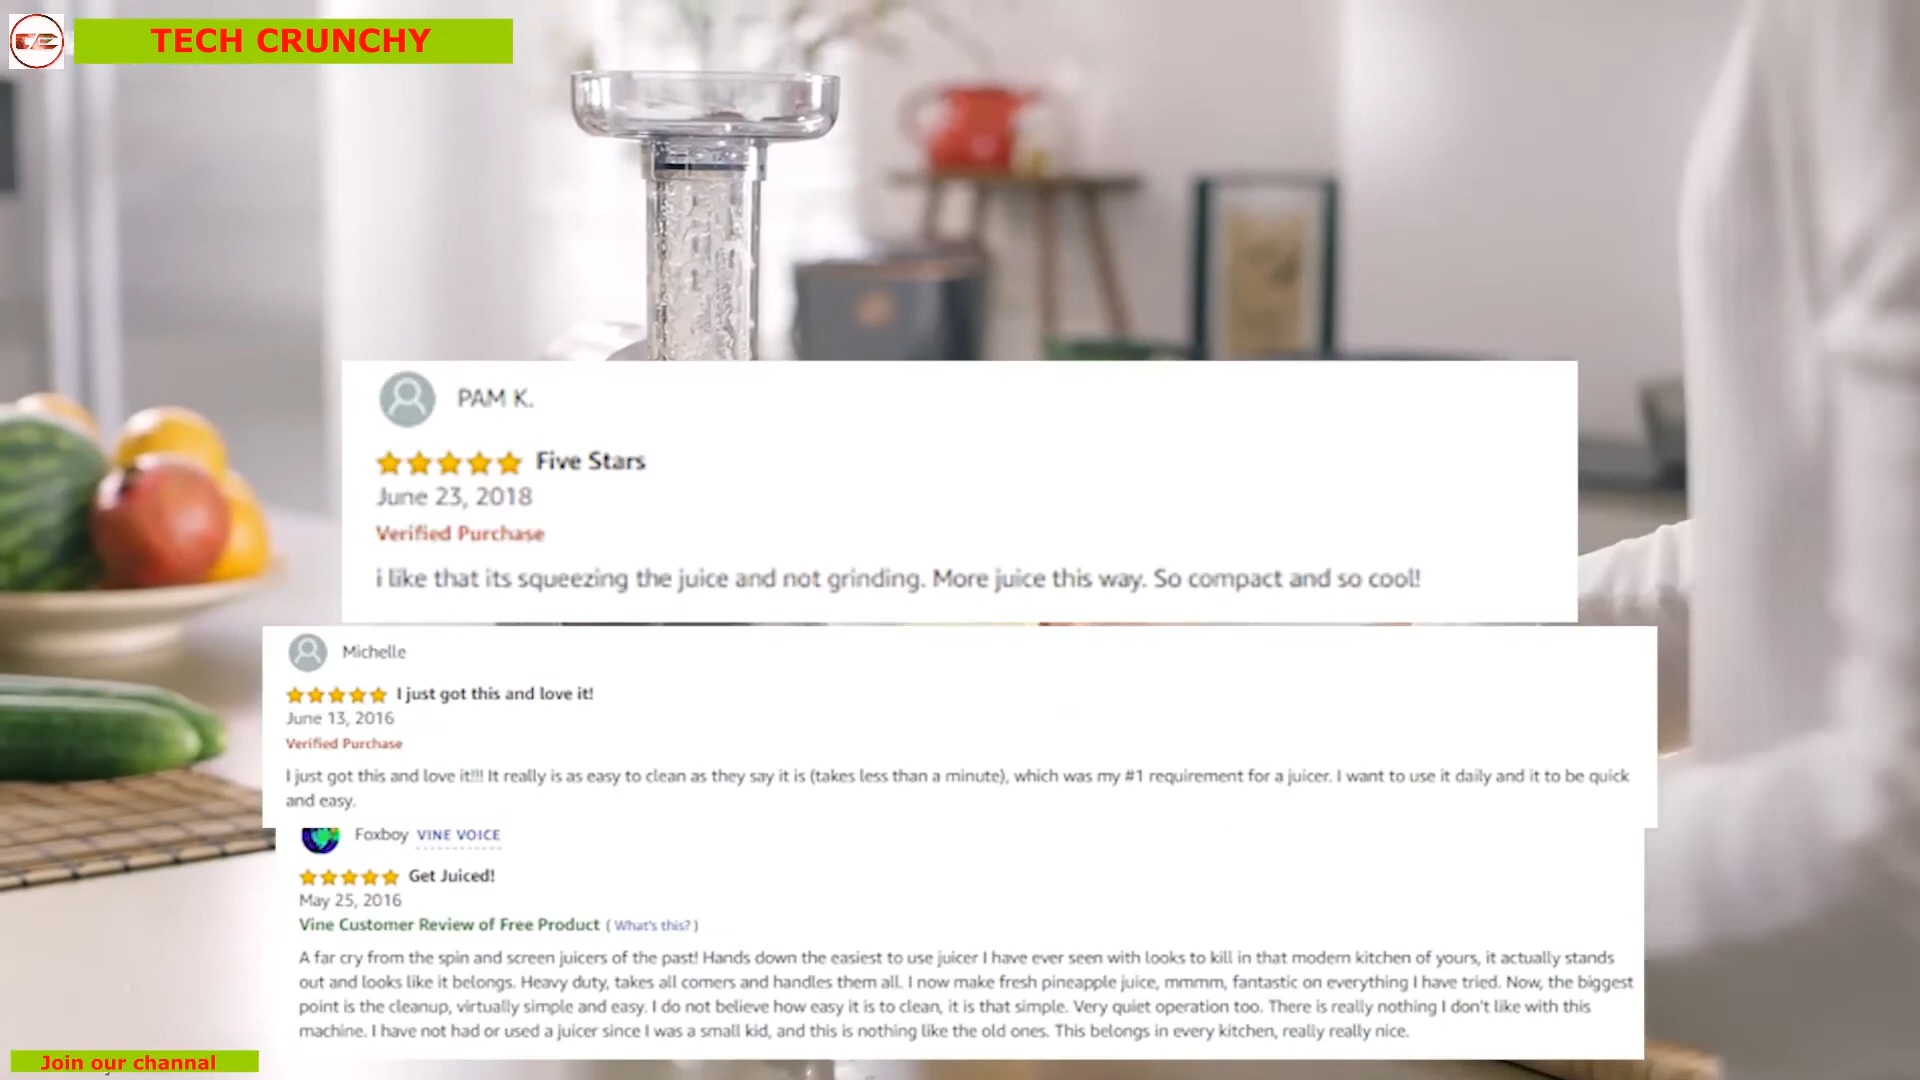 TECH CRUNCHY
PAM K.
Five Stars
June 23, 2018
Verified Purchase
i like that its squeezing the juice and not grinding. More juice this way. So compact and so cool!
Michelle
I just got this and love it!
June 13, 2016
Verified Purchase
I just got this and love it!!! It really is as easy to clean as they say it is (takes less than a minute), which was my #1 requirement for a juicer. I want to use it daily and it to be quick
and easy.
Foxboy VINE VOICE
Get Juiced!
May 25, 2016
Vine Customer Review of Free Product ( What's this? )
A far cry from the spin and screen juicers of the past! Hands down the easiest to use juicer I have ever seen with looks to kill in that modern kitchen of yours, it actually stands
out and looks like it belongs. Heavy duty, takes all comers and handles them all. I now make fresh pineapple juice, mmmm, fantastic on everything I have tried. Now, the biggest
point is the cleanup, virtually simple and easy. I do not believe how easy it is to clean, it is that simple. Very quiet operation too. There is really nothing I don't like with this
machine. I have not had or used a juicer since I was a small kid, and this is nothing like the old ones. This belongs in every kitchen, really really nice.
Join our channal